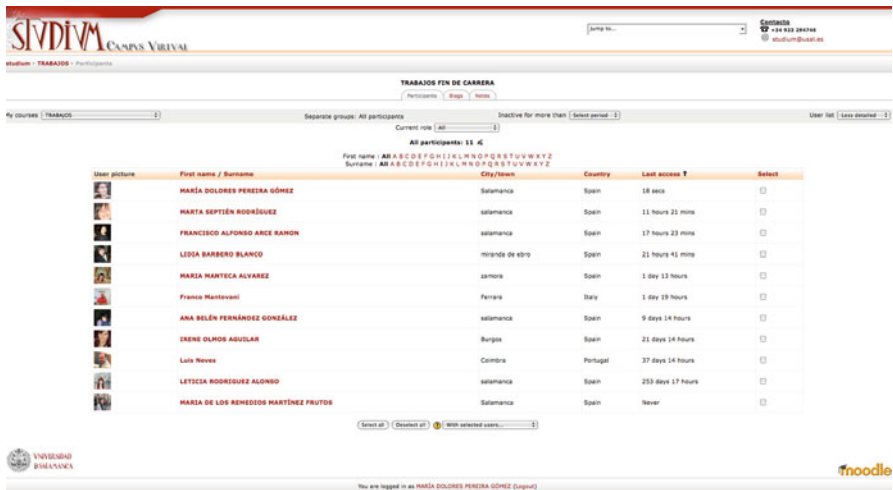 STVDIVM CAMPVS VIRTVAL
Jump to...
Contacta
+34 923 294748
studium@usal.es
studium - TRABAJOS - Participants
TRABAJOS FIN DE CARRERA
Participants Blogs Notes
My courses TRABAJOS Separate groups: All participants Inactive for more than Select period User list Less detailed
Current role All
All participants: 11
First name : All A B C D E F G H I J K L M N O P Q R S T U V W X Y Z
Surname : All A B C D E F G H I J K L M N O P Q R S T U V W X Y Z
User picture First name / Surname City/town Country Last access Select
MARÍA DOLORES PEREIRA GÓMEZ Salamanca Spain 18 secs
MARTA SEPTIÉN RODRÍGUEZ salamanca Spain 11 hours 21 mins
FRANCISCO ALFONSO ARCE RAMON salamanca Spain 17 hours 23 mins
LIDIA BARBERO BLANCO miranda de ebro Spain 21 hours 41 mins
MARIA MANTECA ALVAREZ zamora Spain 1 day 13 hours
Franco Mantovani Ferrara Italy 1 day 19 hours
ANA BELÉN FERNÁNDEZ GONZÁLEZ salamanca Spain 9 days 14 hours
IRENE OLMOS AGUILAR Burgos Spain 21 days 14 hours
Luis Neves Coimbra Portugal 37 days 14 hours
LETICIA RODRIGUEZ ALONSO salamanca Spain 253 days 17 hours
MARIA DE LOS REMEDIOS MARTÍNEZ FRUTOS Salamanca Spain Never
Select all Deselect all ? With selected users...
VNIVERSIDAD
D SALAMANCA
moodle
You are logged in as MARÍA DOLORES PEREIRA GÓMEZ (Logout)